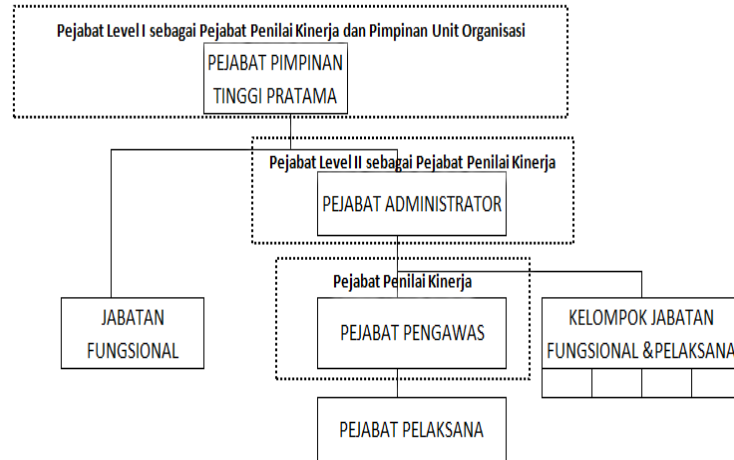 Pejabat Level I sebagai Pejabat Penilai Kinerja dan Pimpinan Unit Organisasi
PEJABAT PIMPINAN
TINGGI PRATAMA
Pejabat Level II sebagai Pejabat Penilai Kinerja
PEJABAT ADMINISTRATOR
Pejabat Penilai Kinerja
JABATAN
FUNGSIONAL
PEJABAT PENGAWAS
KELOMPOK JABATAN
FUNGSIONAL &PELAKSANA
PEJABAT PELAKSANA